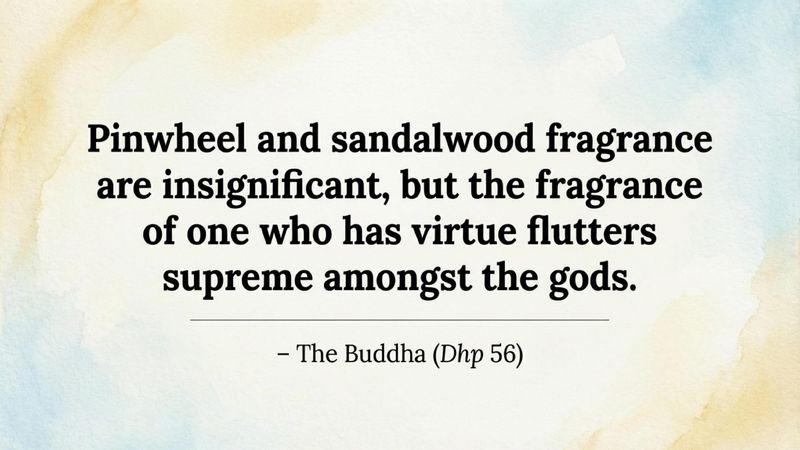 Pinwheel and sandalwood fragrance
are insignificant, but the fragrance
of one who has virtue flutters
supreme amongst the gods.
– The Buddha (Dhp 56)